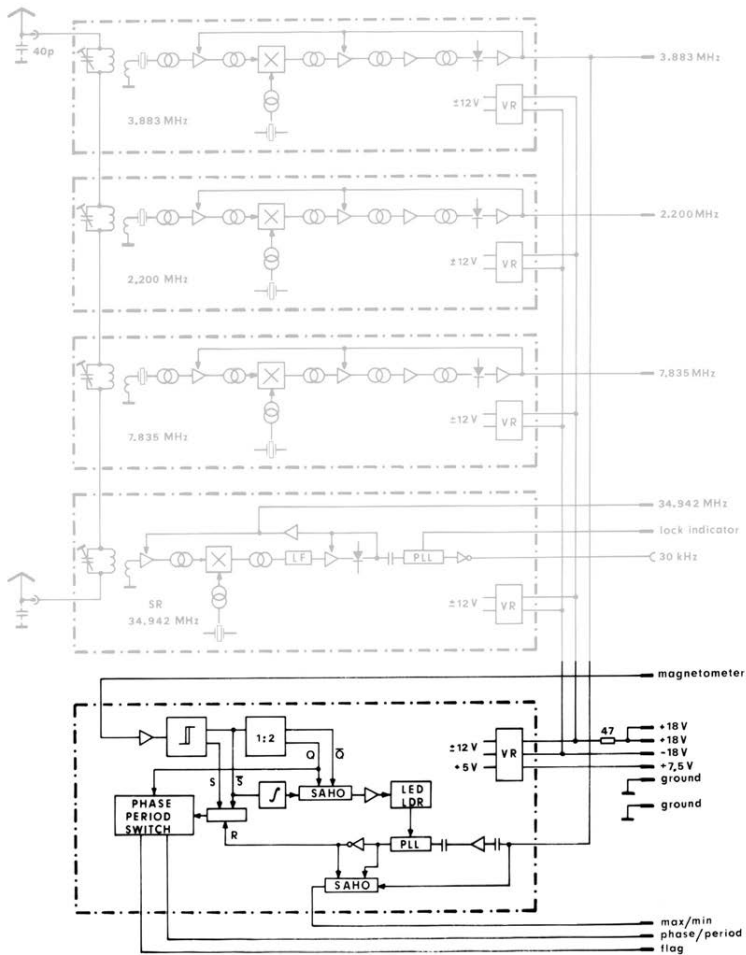 40p
3.883 MHz
±12V
VR
3.883 MHz
2,200 MHz
±12V
VR
2,200 MHz
7.835 MHz
±12V
VR
7.835 MHz
34.942 MHz
lock indicator
LF
PLL
30 kHz
SR
34.942 MHz
±12V
VR
magnetometer
1:2
Q
Q̅
S
S̅
∫
SAHO
LED
LDR
PHASE
PERIOD
SWITCH
R
PLL
SAHO
±12V
+5V
VR
47
+18V
+18V
-18V
+7,5V
ground
ground
max/min
phase/period
flag